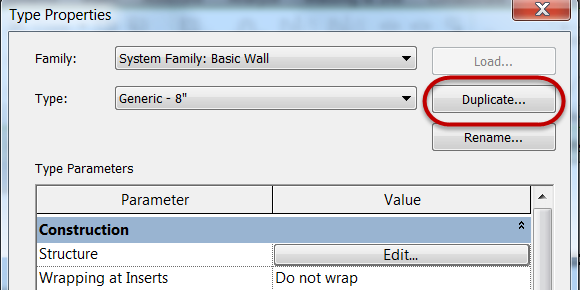 Type Properties
Family: System Family: Basic Wall Load...
Type: Generic - 8" Duplicate...
Rename...
Type Parameters
Parameter Value
Construction
Structure Edit...
Wrapping at Inserts Do not wrap